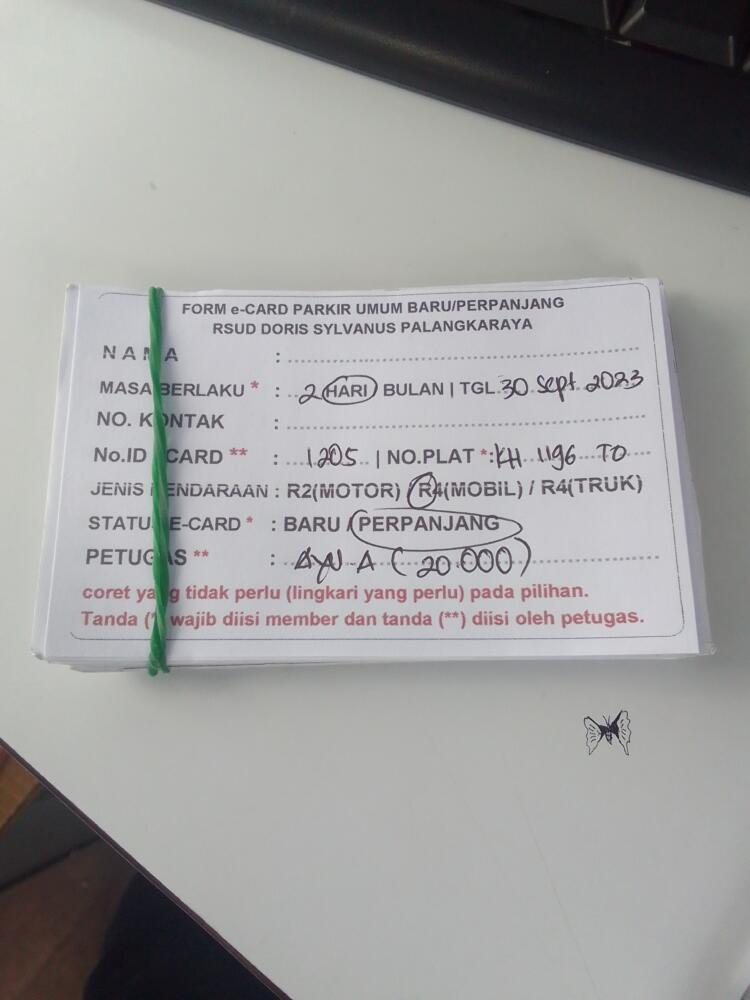 FORM e-CARD PARKIR UMUM BARU/PERPANJANG
RSUD DORIS SYLVANUS PALANGKARAYA
NAMA :
MASA BERLAKU * : 2 HARI BULAN | TGL. 30 Sept 2023
NO. KONTAK :
No.ID CARD ** : 1205 | NO.PLAT *: KH 1196 TO
JENIS KENDARAAN : R2(MOTOR) / R4(MOBIL) / R4(TRUK)
STATUS E-CARD * : BARU / PERPANJANG
PETUGAS ** : AYU A (20.000)
coret yang tidak perlu (lingkari yang perlu) pada pilihan.
Tanda (*) wajib diisi member dan tanda (**) diisi oleh petugas.